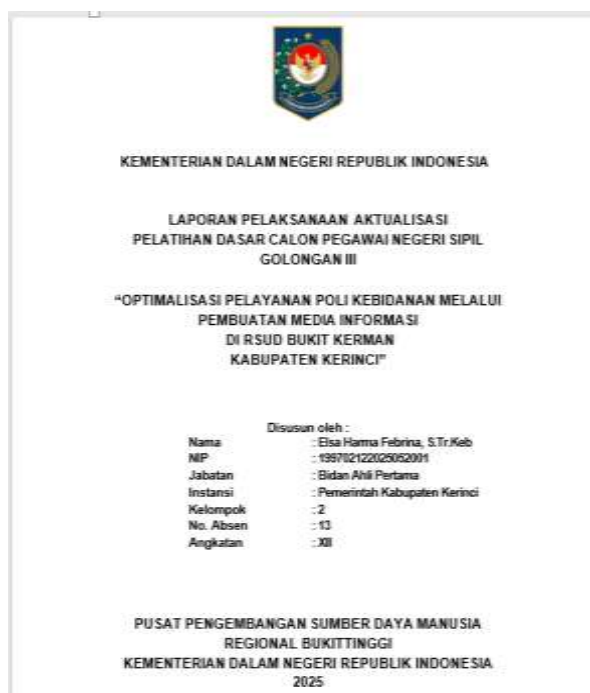 KEMENTERIAN DALAM NEGERI REPUBLIK INDONESIA
LAPORAN PELAKSANAAN AKTUALISASI
PELATIHAN DASAR CALON PEGAWAI NEGERI SIPIL
GOLONGAN III
“OPTIMALISASI PELAYANAN POLI KEBIDANAN MELALUI
PEMBUATAN MEDIA INFORMASI
DI RSUD BUKIT KERMAN
KABUPATEN KERINCI”
Disusun oleh :
Nama : Elsa Harma Febrina, S.Tr.Keb
NIP : 199702122025052001
Jabatan : Bidan Ahli Pertama
Instansi : Pemerintah Kabupaten Kerinci
Kelompok : 2
No. Absen : 13
Angkatan : XII
PUSAT PENGEMBANGAN SUMBER DAYA MANUSIA
REGIONAL BUKITTINGGI
KEMENTERIAN DALAM NEGERI REPUBLIK INDONESIA
2025